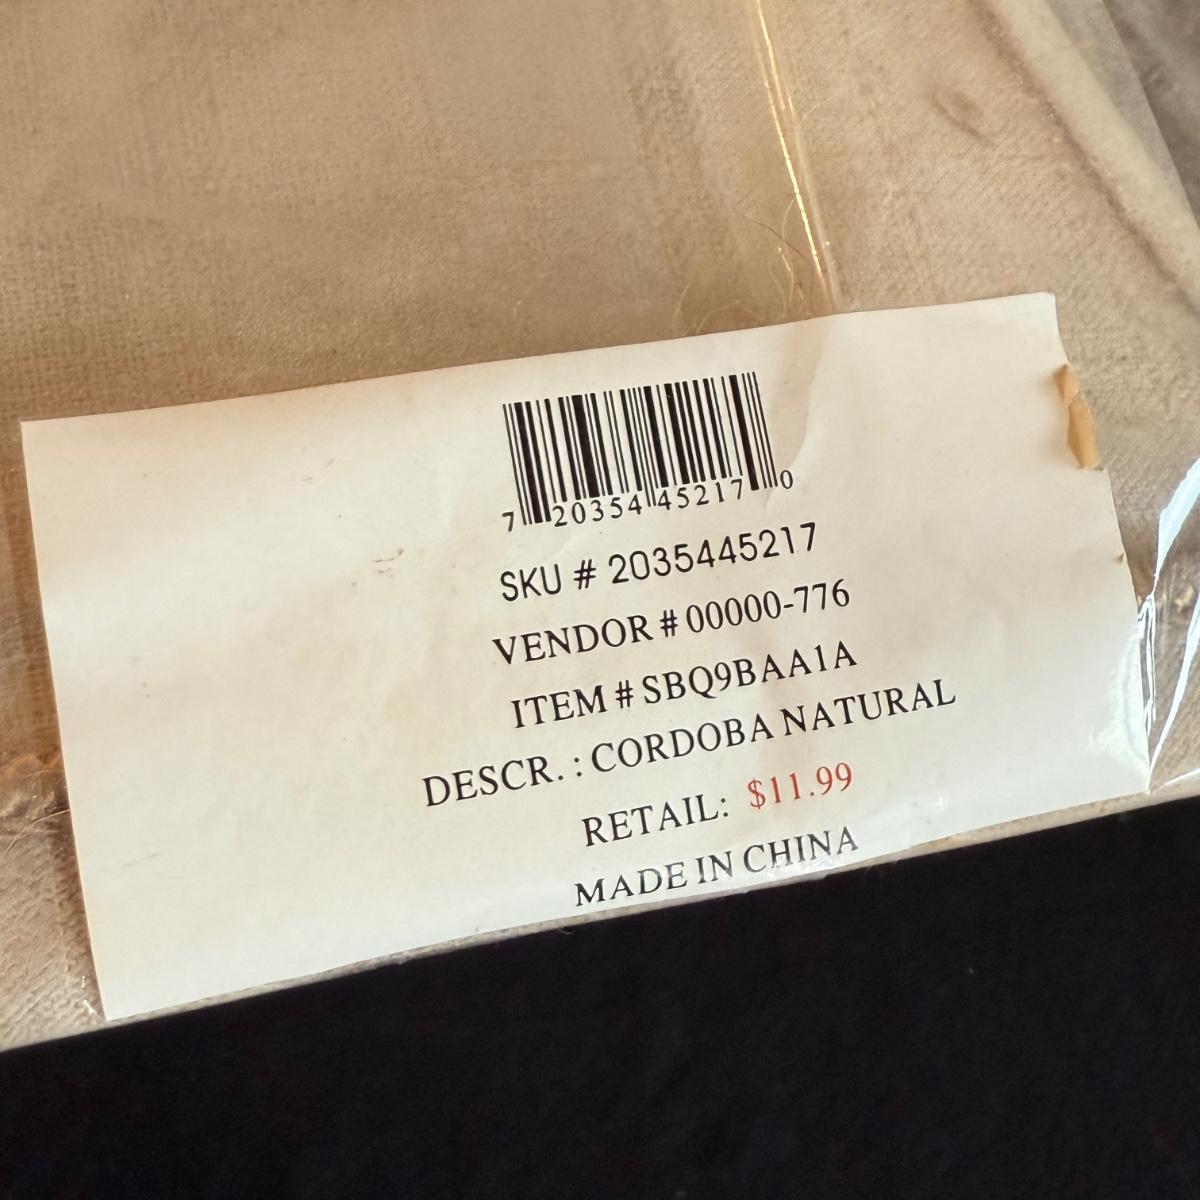 7 20354 45217 0
SKU # 2035445217
VENDOR # 00000-776
ITEM # SBQ9BAA1A
DESCR. : CORDOBA NATURAL
RETAIL: $11.99
MADE IN CHINA